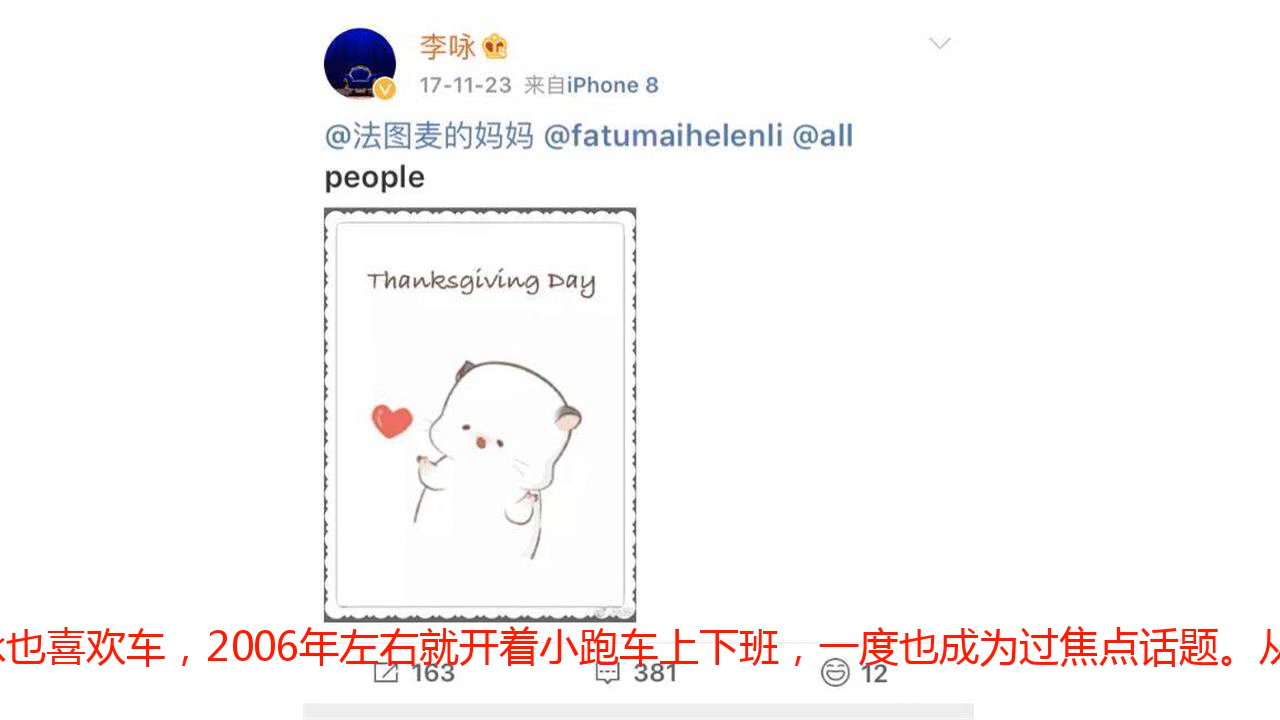 李咏
17-11-23 来自iPhone 8
@法图麦的妈妈 @fatumaihelenli @all
people
Thanksgiving Day
也喜欢车，2006年左右就开着小跑车上下班，一度也成为过焦点话题。从
163 381 12